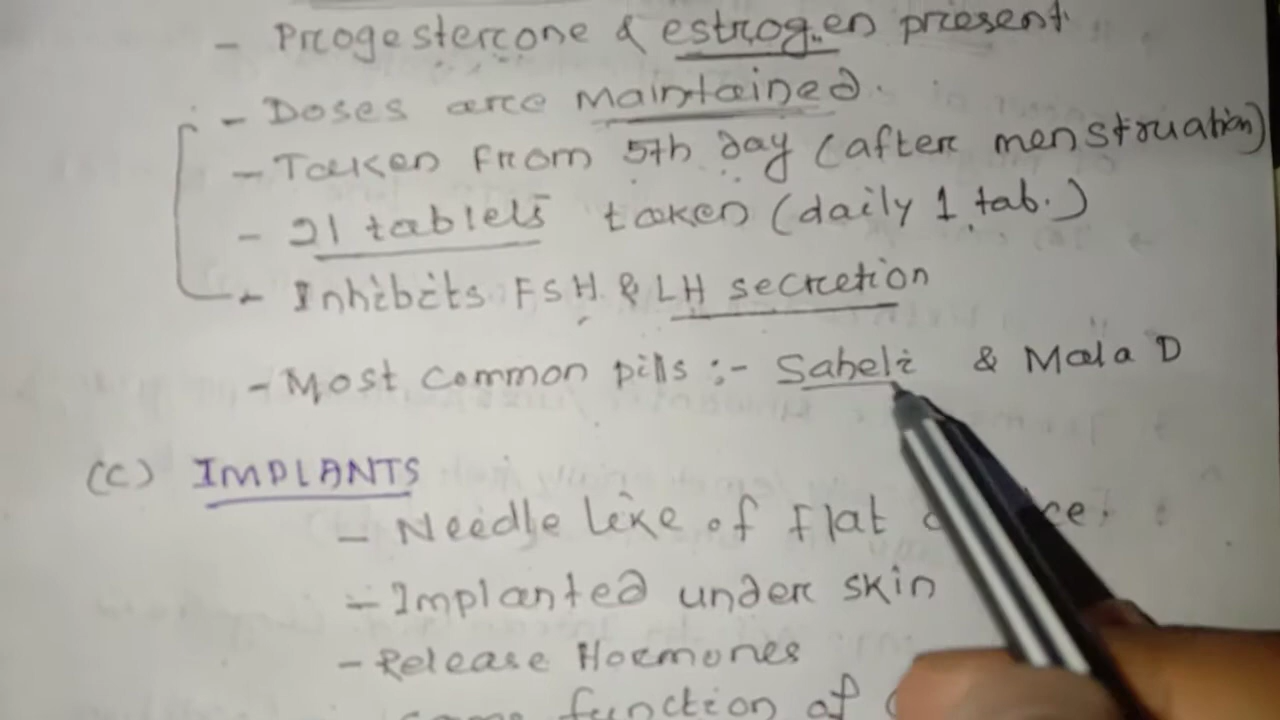 - Progesterone & estrogen present
- Doses are maintained.
- Taken from 5th day (after menstruation)
- 21 tablets taken (daily 1 tab.)
- Inhibits FSH & LH secretion
- Most common pills :- Saheli & Mala D
(C) IMPLANTS
- Needle like of flat
- Implanted under skin
- Release Hormones
same function of